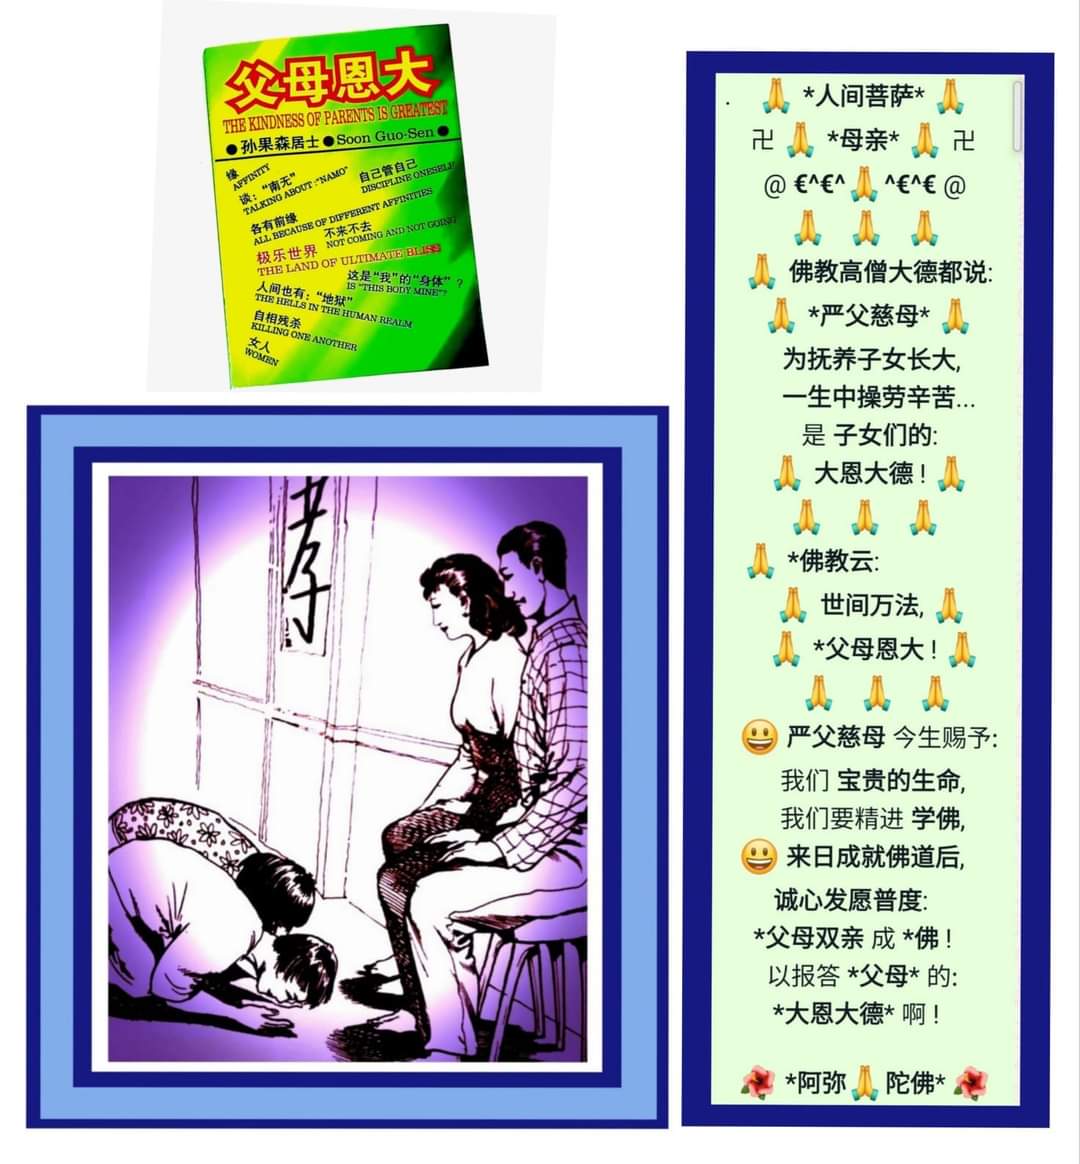 父母恩大
THE KINDNESS OF PARENTS IS GREATEST
●孙果森居士●Soon Guo-Sen●
缘
AFFINITY
谈：“南无”
TALKING ABOUT :"NAMO"
自己管自己
DISCIPLINE ONESELF
各有前缘
ALL BECAUSE OF DIFFERENT AFFINITIES
不来不去
NOT COMING AND NOT GOING
极乐世界
THE LAND OF ULTIMATE BLISS
这是“我”的“身体”？
IS "THIS BODY MINE"?
人间也有：“地狱”
THE HELLS IN THE HUMAN REALM
自相残杀
KILLING ONE ANOTHER
女人
WOMEN
孝
. 🙏 *人间菩萨* 🙏
卍 🙏 *母亲* 🙏 卍
@ €^€^ 🙏 ^€^€ @
🙏 🙏 🙏
🙏 佛教高僧大德都说:
🙏 *严父慈母* 🙏
为抚养子女长大,
一生中操劳辛苦...
是 子女们的:
🙏 大恩大德 ! 🙏
🙏 🙏 🙏
🙏 *佛教云:
🙏 世间万法, 🙏
🙏 *父母恩大 ! 🙏
🙏 🙏 🙏
😃 严父慈母 今生赐予:
我们 宝贵的生命,
我们要精进 学佛,
😃 来日成就佛道后,
诚心发愿普度:
*父母双亲 成 *佛 !
以报答 *父母* 的:
*大恩大德* 啊 !
🌺 *阿弥 🙏 陀佛* 🌺